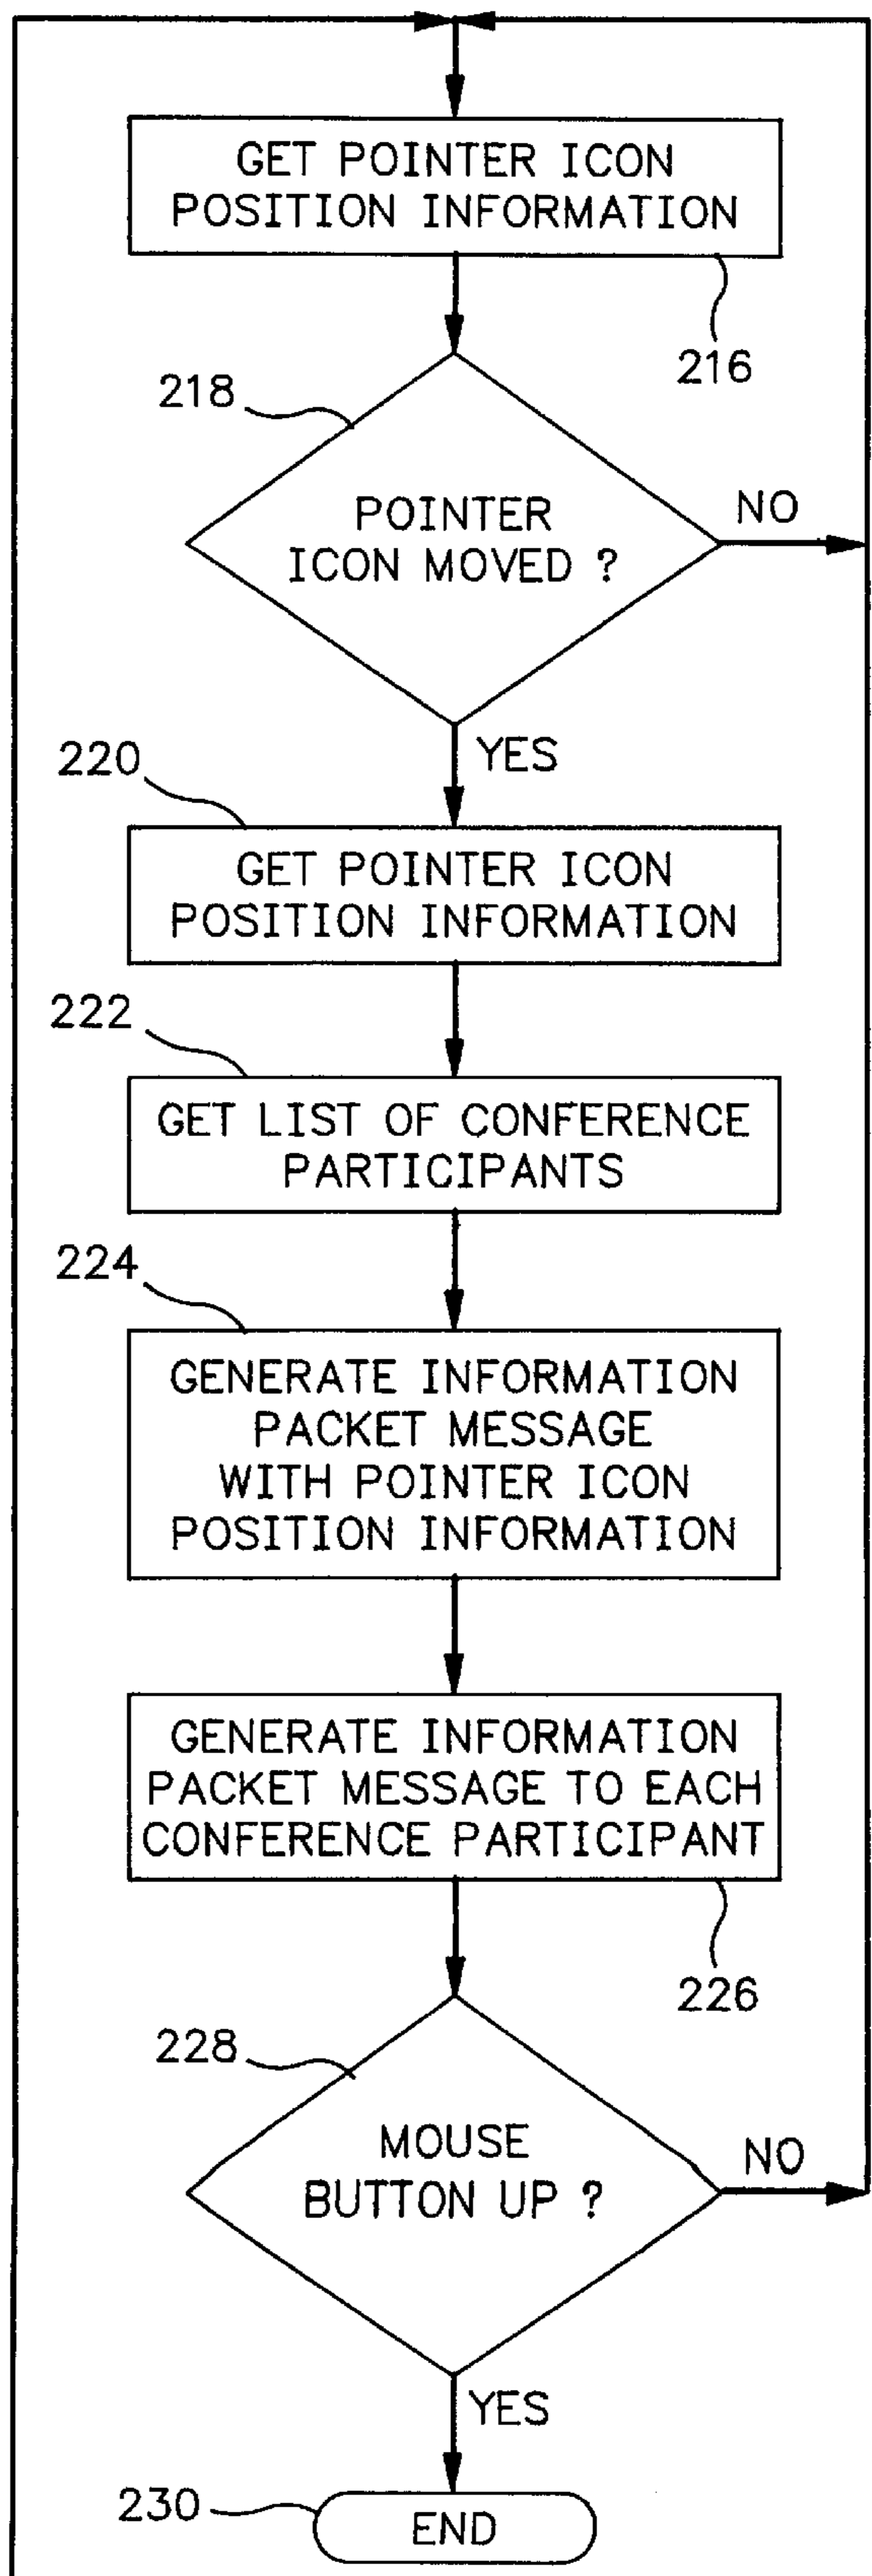 GET POINTER ICON
POSITION INFORMATION
216
218
POINTER
ICON MOVED ?
NO
YES
220
GET POINTER ICON
POSITION INFORMATION
222
GET LIST OF CONFERENCE
PARTICIPANTS
224
GENERATE INFORMATION
PACKET MESSAGE
WITH POINTER ICON
POSITION INFORMATION
GENERATE INFORMATION
PACKET MESSAGE TO EACH
CONFERENCE PARTICIPANT
226
228
MOUSE
BUTTON UP ?
NO
YES
230
END